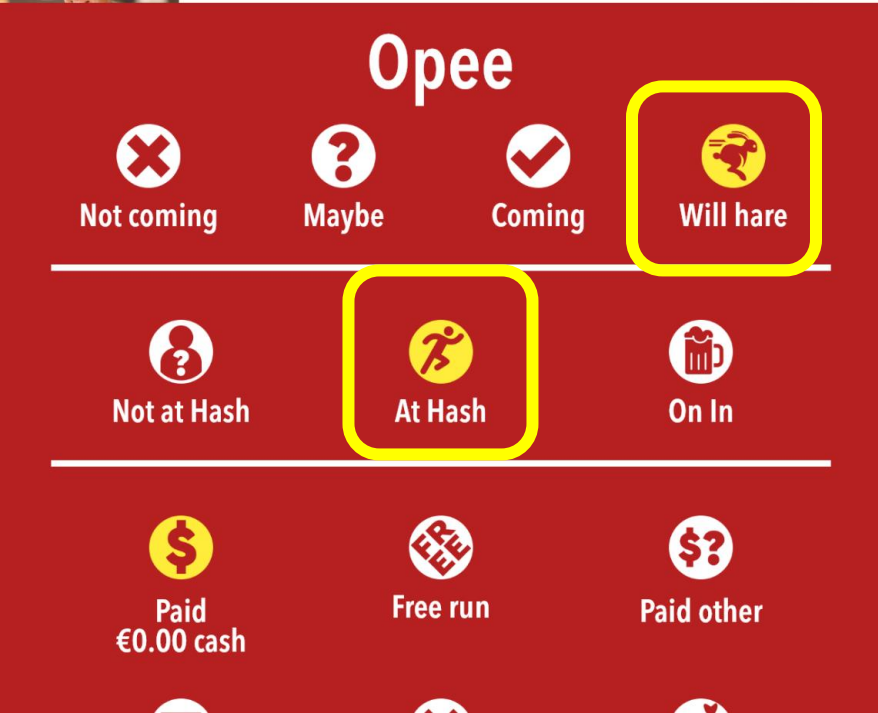 Opee
Not coming Maybe Coming Will hare
Not at Hash At Hash On In
$ FREE $?
Paid Free run Paid other
€0.00 cash